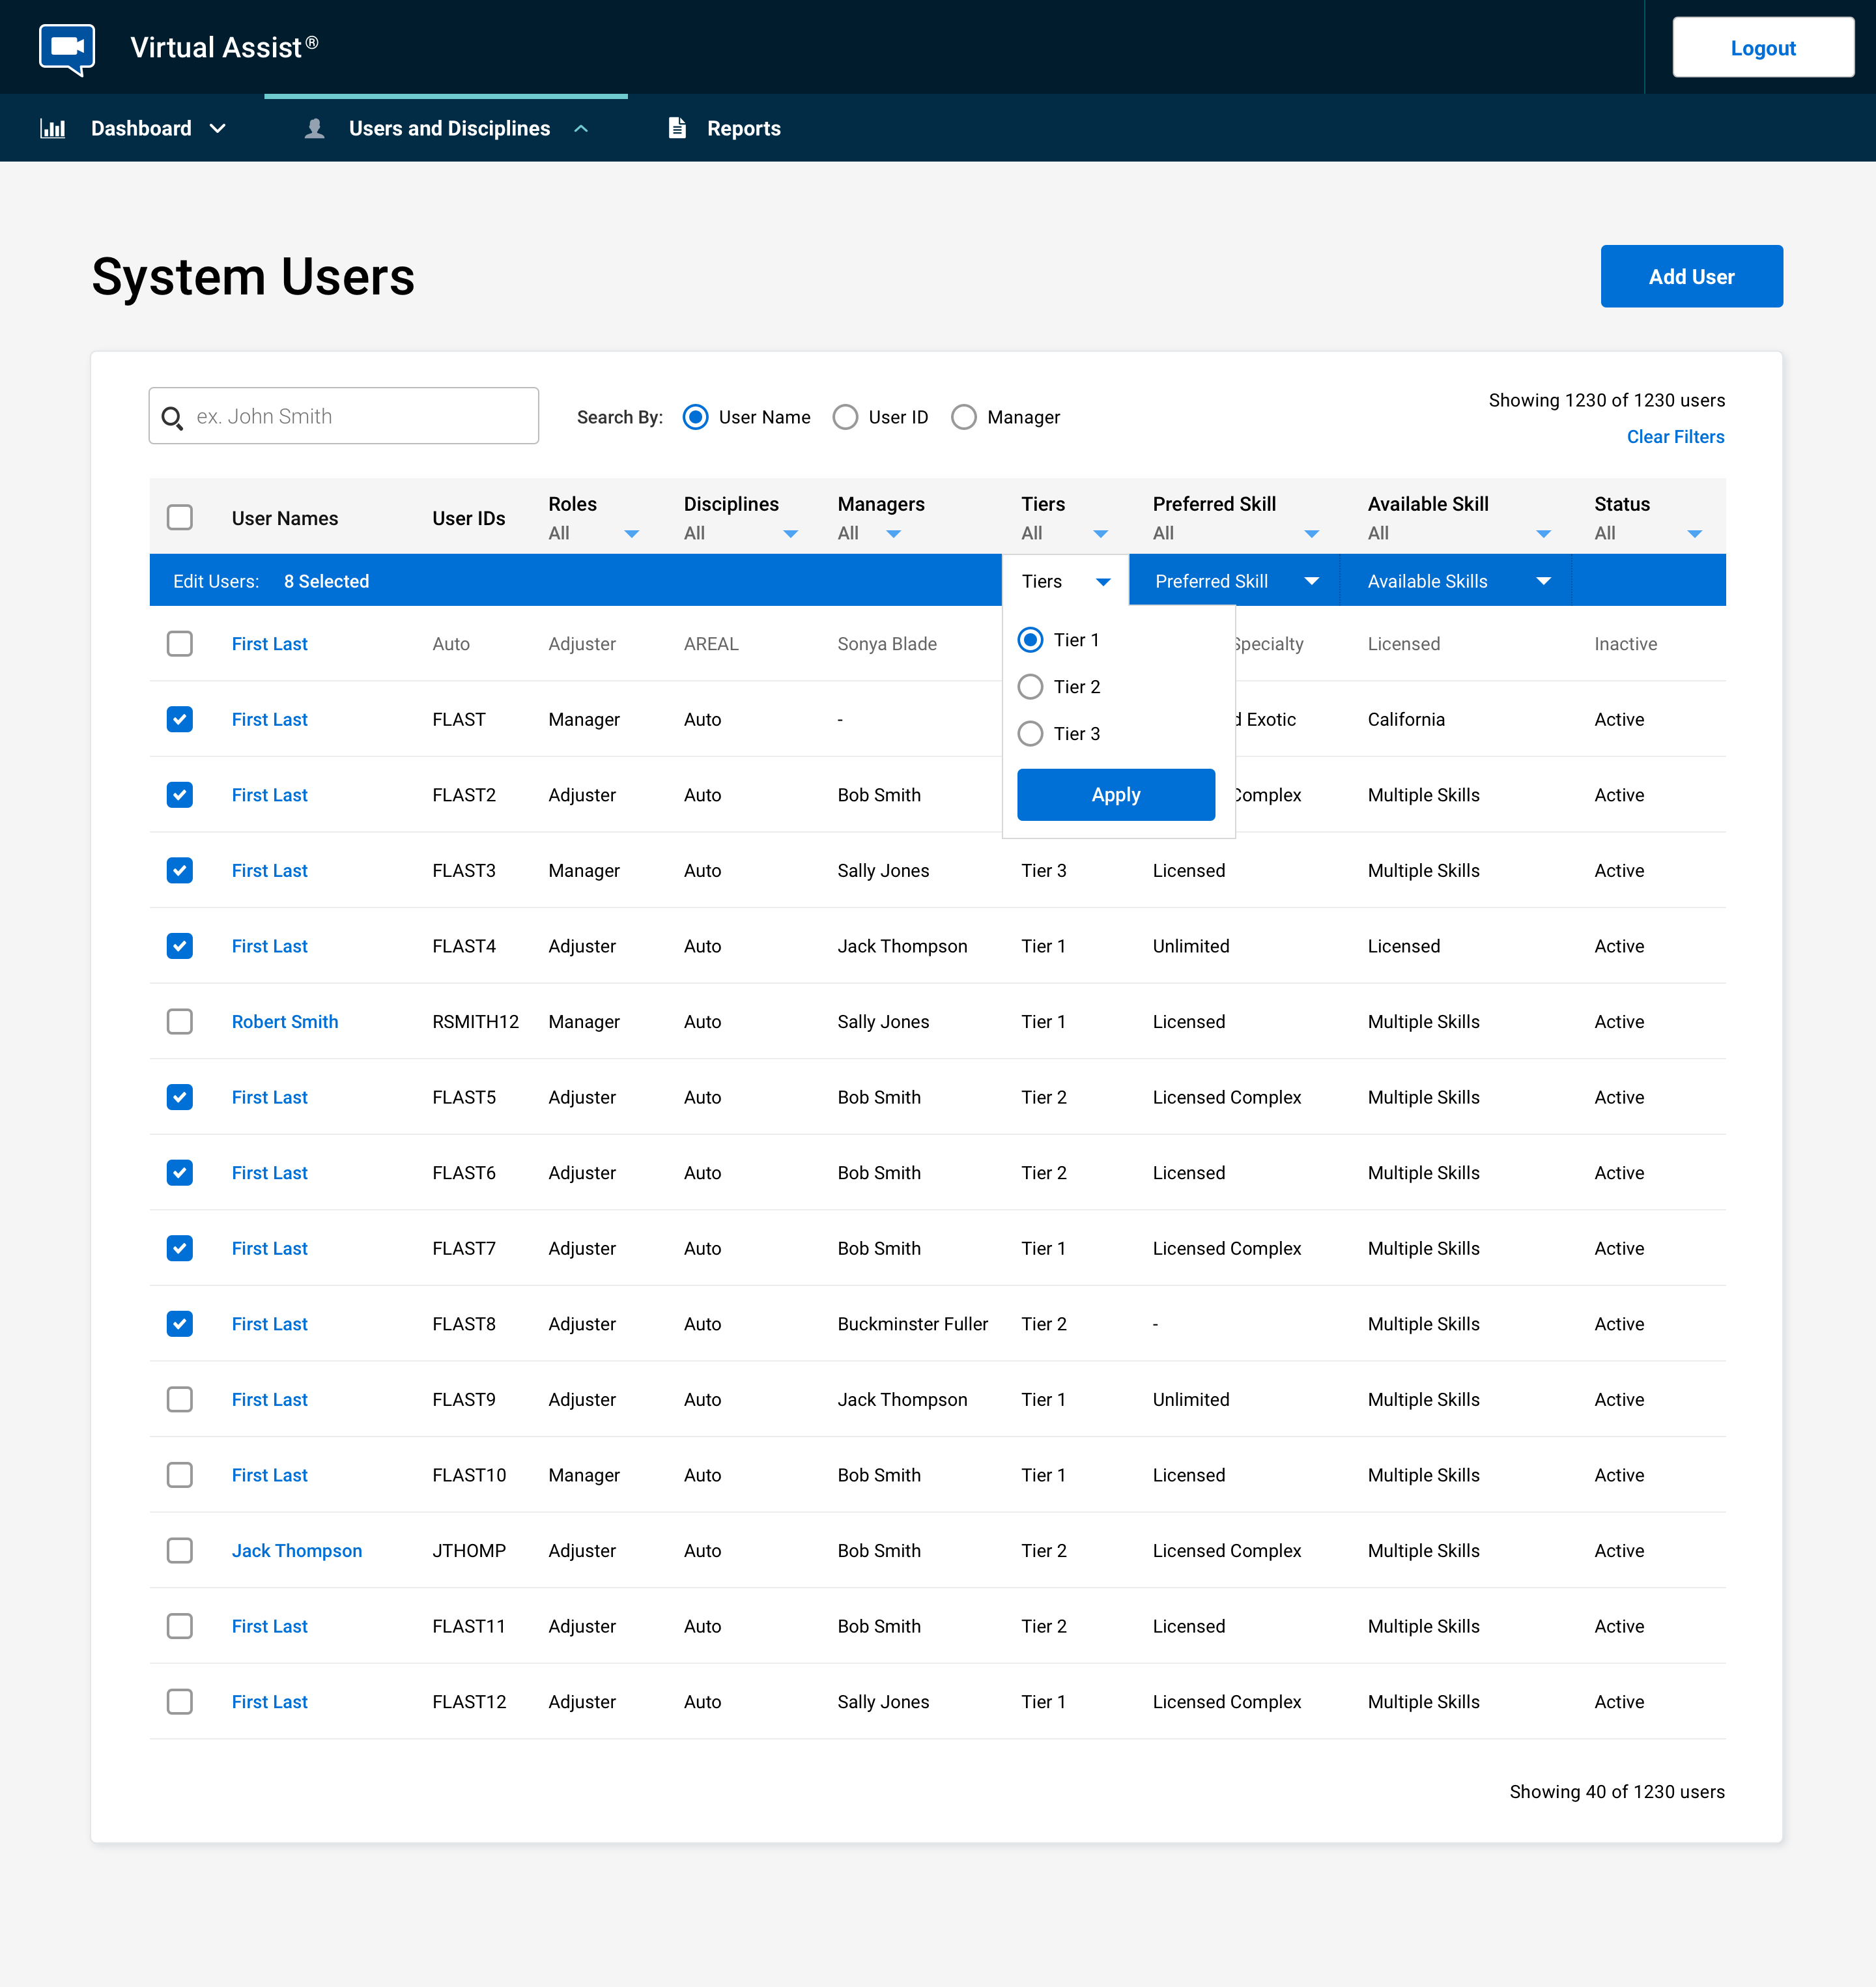 Virtual Assist®
Logout
Dashboard Users and Disciplines Reports
System Users
Add User
ex. John Smith
Search By: User Name User ID Manager
Showing 1230 of 1230 users
Clear Filters
User Names User IDs Roles Disciplines Managers Tiers Preferred Skill Available Skill Status
All All All All All All All
Edit Users: 8 Selected Tiers Preferred Skill Available Skills
First Last Auto Adjuster AREAL Sonya Blade Specialty Licensed Inactive
Tier 1
Tier 2
Tier 3
Apply
First Last FLAST Manager Auto - d Exotic California Active
First Last FLAST2 Adjuster Auto Bob Smith Complex Multiple Skills Active
First Last FLAST3 Manager Auto Sally Jones Tier 3 Licensed Multiple Skills Active
First Last FLAST4 Adjuster Auto Jack Thompson Tier 1 Unlimited Licensed Active
Robert Smith RSMITH12 Manager Auto Sally Jones Tier 1 Licensed Multiple Skills Active
First Last FLAST5 Adjuster Auto Bob Smith Tier 2 Licensed Complex Multiple Skills Active
First Last FLAST6 Adjuster Auto Bob Smith Tier 2 Licensed Multiple Skills Active
First Last FLAST7 Adjuster Auto Bob Smith Tier 1 Licensed Complex Multiple Skills Active
First Last FLAST8 Adjuster Auto Buckminster Fuller Tier 2 - Multiple Skills Active
First Last FLAST9 Adjuster Auto Jack Thompson Tier 1 Unlimited Multiple Skills Active
First Last FLAST10 Manager Auto Bob Smith Tier 1 Licensed Multiple Skills Active
Jack Thompson JTHOMP Adjuster Auto Bob Smith Tier 2 Licensed Complex Multiple Skills Active
First Last FLAST11 Adjuster Auto Bob Smith Tier 2 Licensed Multiple Skills Active
First Last FLAST12 Adjuster Auto Sally Jones Tier 1 Licensed Complex Multiple Skills Active
Showing 40 of 1230 users